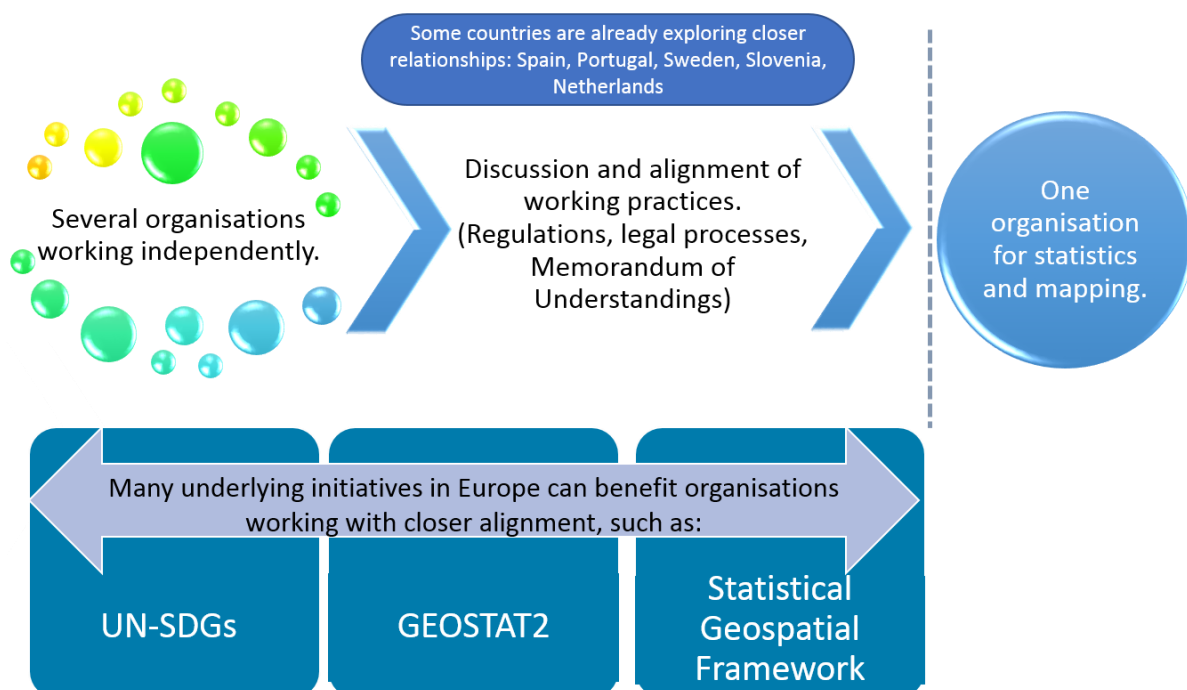 Some countries are already exploring closer
relationships: Spain, Portugal, Sweden, Slovenia,
Netherlands
Several organisations
working independently.
Discussion and alignment of
working practices.
(Regulations, legal processes,
Memorandum of
Understandings)
One
organisation
for statistics
and mapping.
Many underlying initiatives in Europe can benefit organisations
working with closer alignment, such as:
UN-SDGs
GEOSTAT2
Statistical
Geospatial
Framework